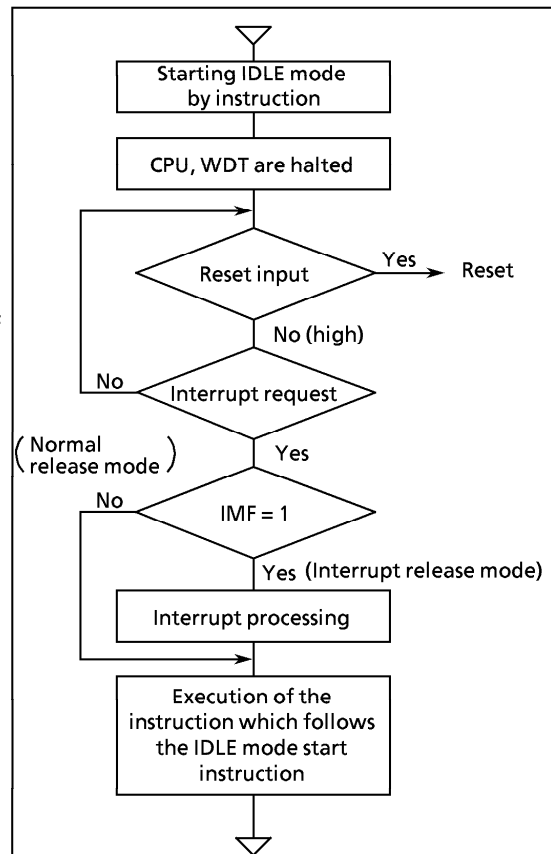 Starting IDLE mode
by instruction
CPU, WDT are halted
Reset input
Yes
Reset
No (high)
No
Interrupt request
(Normal
release mode)
Yes
No
IMF = 1
Yes (Interrupt release mode)
Interrupt processing
Execution of the
instruction which follows
the IDLE mode start
instruction